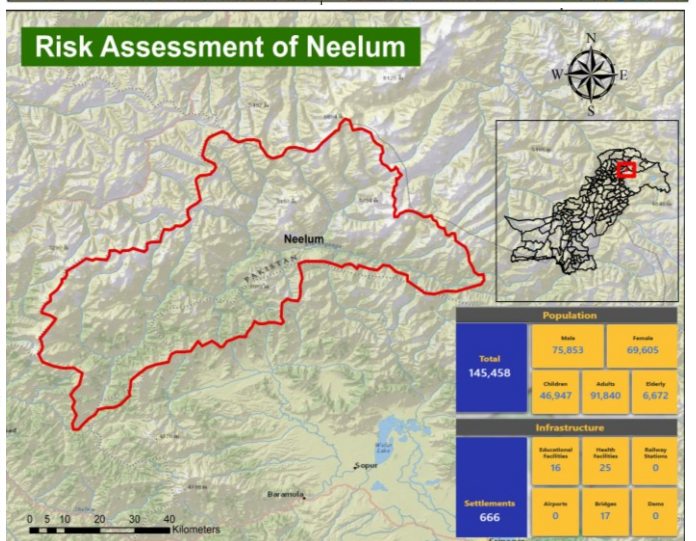 Risk Assessment of Neelum
N
W E
S
Neelum
PAKISTAN
Population
Total
145,458
Male
75,853
Female
69,605
Children
46,947
Adults
91,840
Elderly
6,672
Infrastructure
Settlements
666
Educational
Facilities
16
Health
Facilities
25
Railway
Stations
0
Airports
0
Bridges
17
Dams
0
Wular
Lake
Sopur
Baramula
0 5 10 20 30 40
Kilometers